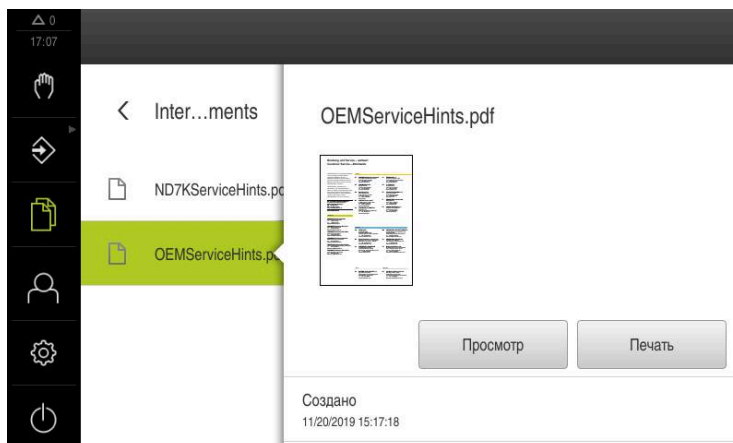 0
17:07
Inter…ments
OEMServiceHints.pdf
ND7KServiceHints.pd
OEMServiceHints.pd
Просмотр
Печать
Создано
11/20/2019 15:17:18